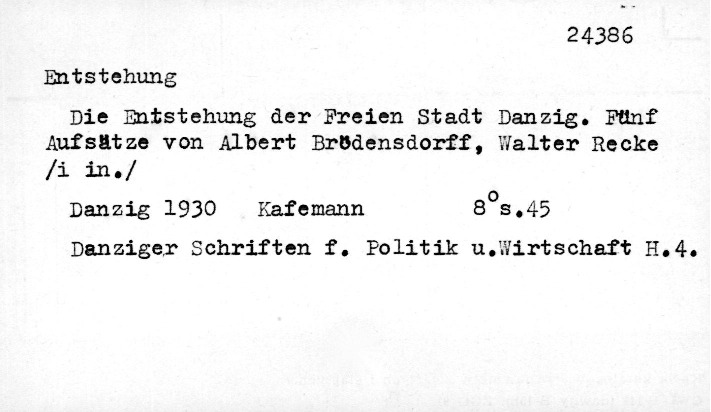 24386
Entstehung
Die Entstehung der Freien Stadt Danzig. Fünf
Aufsätze von Albert Brödensdorff, Walter Recke
/i in./
Danzig 1930 Kafemann 8°s.45
Danziger Schriften f. Politik u.Wirtschaft H.4.